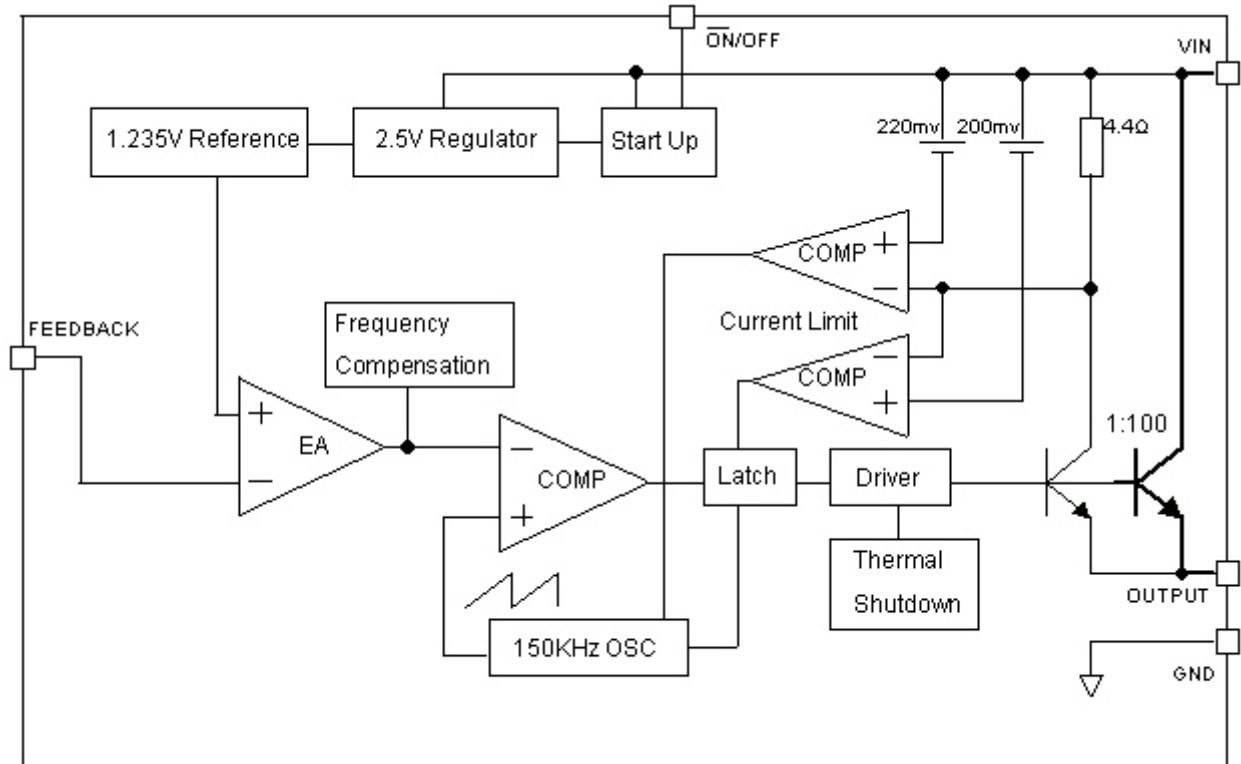 ON/OFF
VIN
1.235V Reference
2.5V Regulator
Start Up
220mv
200mv
4.4Ω
COMP
+
−
Current Limit
FEEDBACK
Frequency
Compensation
−
COMP
+
+
EA
−
−
COMP
+
1:100
Latch
Driver
Thermal
Shutdown
150KHz OSC
OUTPUT
GND